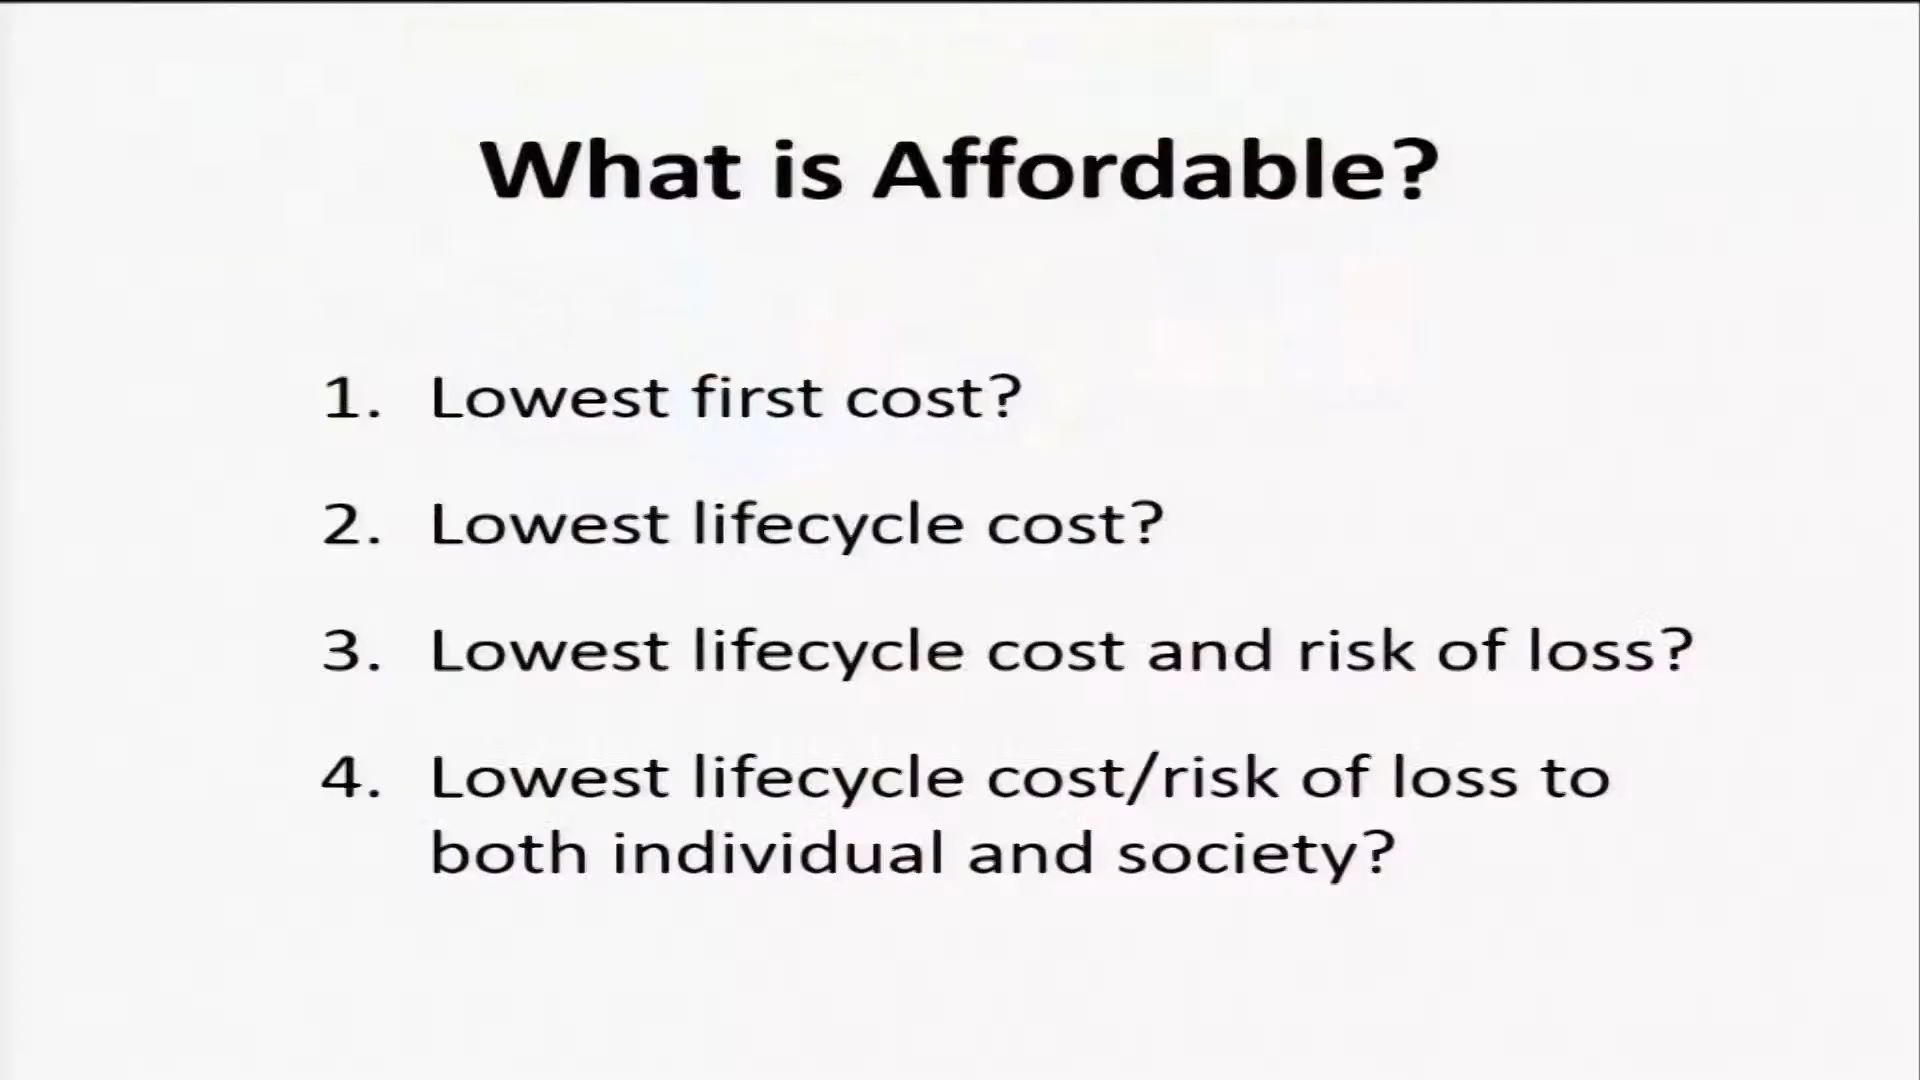 What is Affordable?
1. Lowest first cost?
2. Lowest lifecycle cost?
3. Lowest lifecycle cost and risk of loss?
4. Lowest lifecycle cost/risk of loss to
both individual and society?